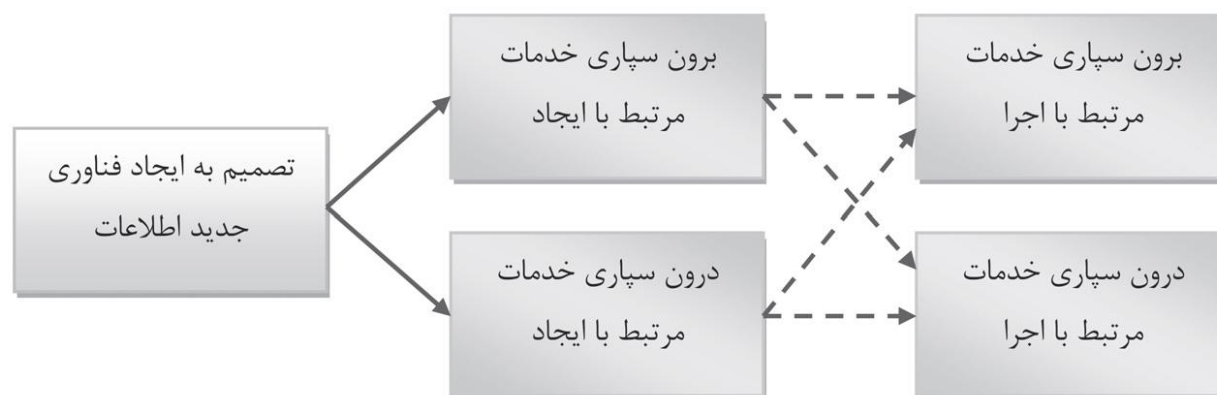 تصمیم به ایجاد فناوری
جدید اطلاعات
برون سپاری خدمات
مرتبط با ایجاد
درون سپاری خدمات
مرتبط با ایجاد
برون سپاری خدمات
مرتبط با اجرا
درون سپاری خدمات
مرتبط با اجرا